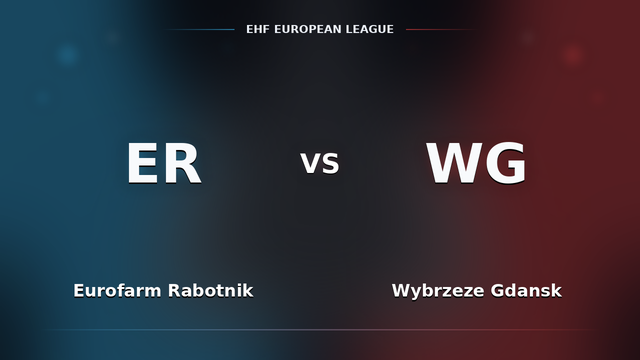 EHF EUROPEAN LEAGUE
ER
VS
WG
Eurofarm Rabotnik
Wybrzeze Gdansk